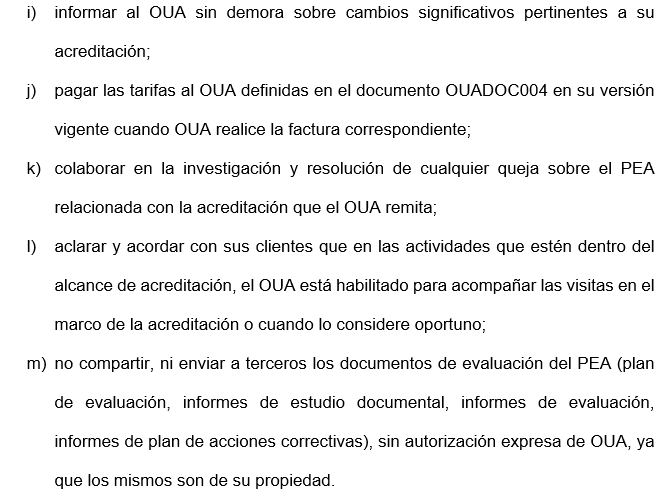 i) informar al OUA sin demora sobre cambios significativos pertinentes a su
acreditación;
j) pagar las tarifas al OUA definidas en el documento OUADOC004 en su versión
vigente cuando OUA realice la factura correspondiente;
k) colaborar en la investigación y resolución de cualquier queja sobre el PEA
relacionada con la acreditación que el OUA remita;
l) aclarar y acordar con sus clientes que en las actividades que estén dentro del
alcance de acreditación, el OUA está habilitado para acompañar las visitas en el
marco de la acreditación o cuando lo considere oportuno;
m) no compartir, ni enviar a terceros los documentos de evaluación del PEA (plan
de evaluación, informes de estudio documental, informes de evaluación,
informes de plan de acciones correctivas), sin autorización expresa de OUA, ya
que los mismos son de su propiedad.